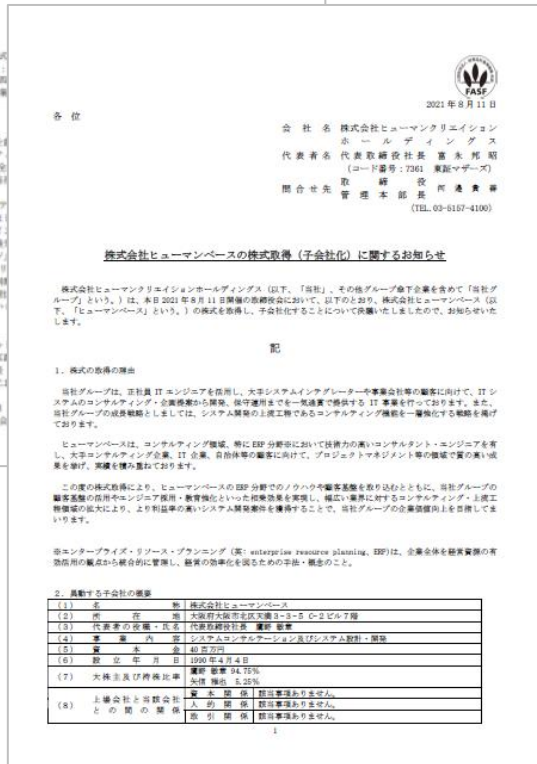 FASF
2021年8月11日
各 位
会 社 名 株式会社ヒューマンクリエイション
ホールディングス
代表者名 代表取締役社長 富永邦昭
(コード番号:7361 東証マザーズ)
取締役
問合せ先 管理本部長
(TEL.03-5157-4100)
株式会社ヒューマンベースの株式取得(子会社化)に関するお知らせ
株式会社ヒューマンクリエイションホールディングス(以下、「当社」、その他グループ傘下企業を含めて「当社グ
ループ」という。)は、本日2021年8月11日開催の取締役会において、以下のとおり、株式会社ヒューマンベース(以
下、「ヒューマンベース」という。)の株式を取得し、子会社化することについて決議いたしましたので、お知らせいた
します。
記
1.株式の取得の理由
当社グループは、正社員ITエンジニアを活用し、大手システムインテグレーターや事業会社等の顧客に向けて、ITシ
ステムのコンサルティング・企画提案から開発、保守運用までを一気通貫で提供するIT事業を行っております。また、
当社グループの成長戦略としましては、システム開発の上流工程であるコンサルティング機能を一層強化する戦略を掲げ
ております。
ヒューマンベースは、コンサルティング領域、特にERP分野※において技術力の高いコンサルタント・エンジニアを有
し、大手コンサルティング企業、IT企業、自治体等の顧客に向けて、プロジェクトマネジメント等の領域で質の高い成
果を挙げ、実績を積み重ねております。
この度の株式取得により、ヒューマンベースのERP分野でのノウハウや顧客基盤を取り込むとともに、当社グループの
顧客基盤の活用やエンジニア採用・教育強化といった相乗効果を実現し、幅広い業界に対するコンサルティング・上流工
程領域の拡大により、より利益率の高いシステム開発案件を獲得することで、当社グループの企業価値向上を目指してま
いります。
※エンタープライズ・リソース・プランニング(英: enterprise resource planning、ERP)は、企業全体を経営資源の有
効活用の観点から統合的に管理し、経営の効率化を図るための手法・概念のこと。
2.異動する子会社の概要
(1) 名称 株式会社ヒューマンベース
(2) 所在地 大阪府大阪市北区天満3-3-5 C-2ビル7階
(3) 代表者の役職・氏名 代表取締役社長 鷹野 敏章
(4) 事業内容 システムコンサルテーション及びシステム設計・開発
(5) 資本金 40百万円
(6) 設立年月日 1990年4月4日
(7) 大株主及び持株比率 鷹野 敏章 94.75%
矢信 雅也 5.25%
(8) 上場会社と当該会社との間の関係 資本関係 該当事項ありません。
人的関係 該当事項ありません。
取引関係 該当事項ありません。
1